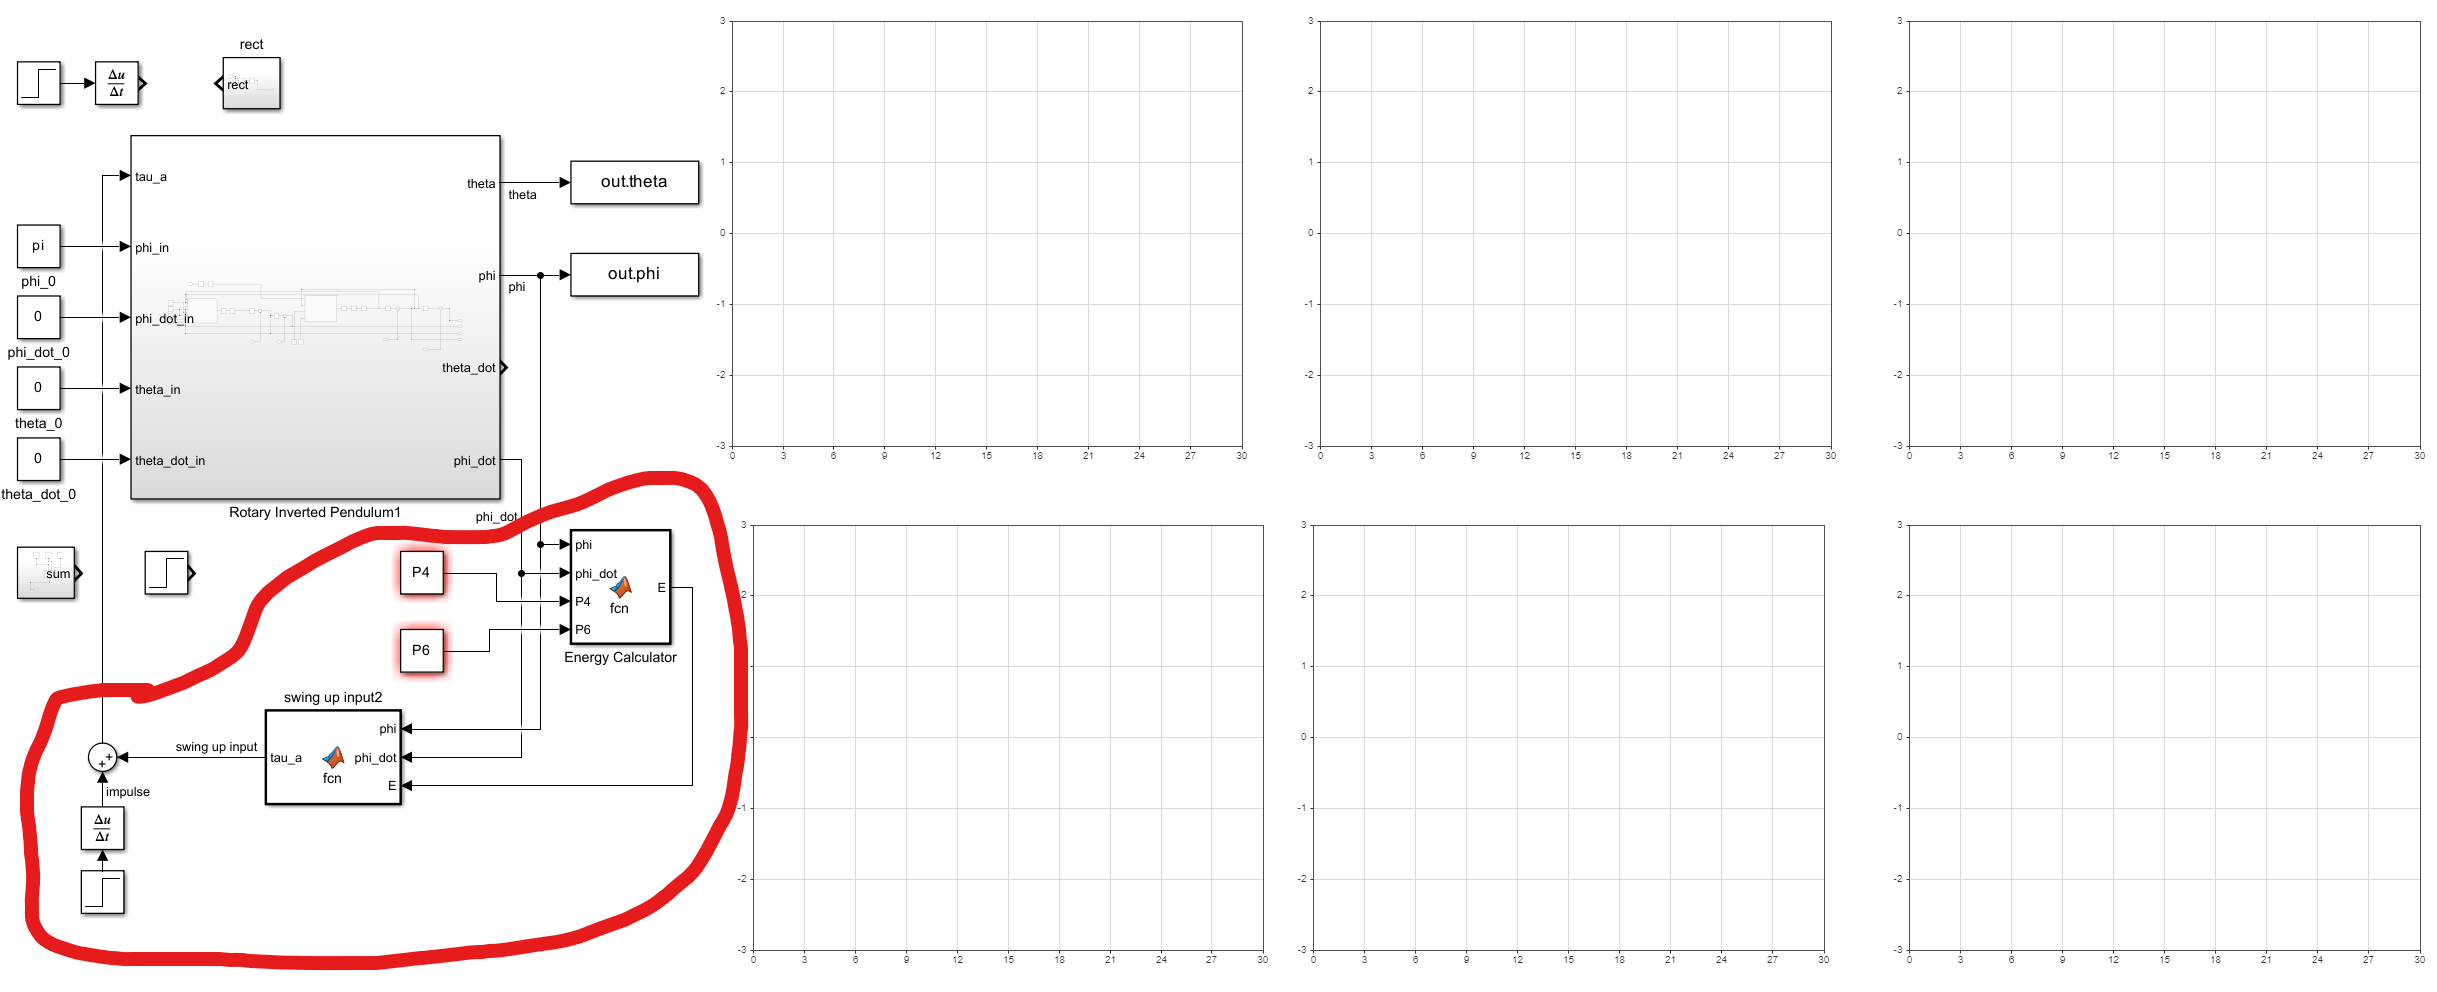 rect
Δu
Δt
rect
tau_a
theta
theta
out.theta
pi
phi_in
phi_0
phi
phi
out.phi
0
phi_dot_in
phi_dot_0
0
theta_in
theta_0
theta_dot
0
theta_dot_in
theta_dot_0
phi_dot
Rotary Inverted Pendulum1
phi_dot
sum
P4
P6
phi
phi_dot
P4
P6
E
fcn
Energy Calculator
swing up input2
phi
phi_dot
E
tau_a
fcn
swing up input
+
+
impulse
Δu
Δt
3
2
1
0
-1
-2
-3
0 3 6 9 12 15 18 21 24 27 30
3
2
1
0
-1
-2
-3
0 3 6 9 12 15 18 21 24 27 30
3
2
1
0
-1
-2
-3
0 3 6 9 12 15 18 21 24 27 30
3
2
-1
-2
-3
0 3 6 9 12 15 18 21 24 27 30
3
2
1
0
-1
-2
-3
0 3 6 9 12 15 18 21 24 27 30
3
2
1
0
-1
-2
-3
0 3 6 9 12 15 18 21 24 27 30